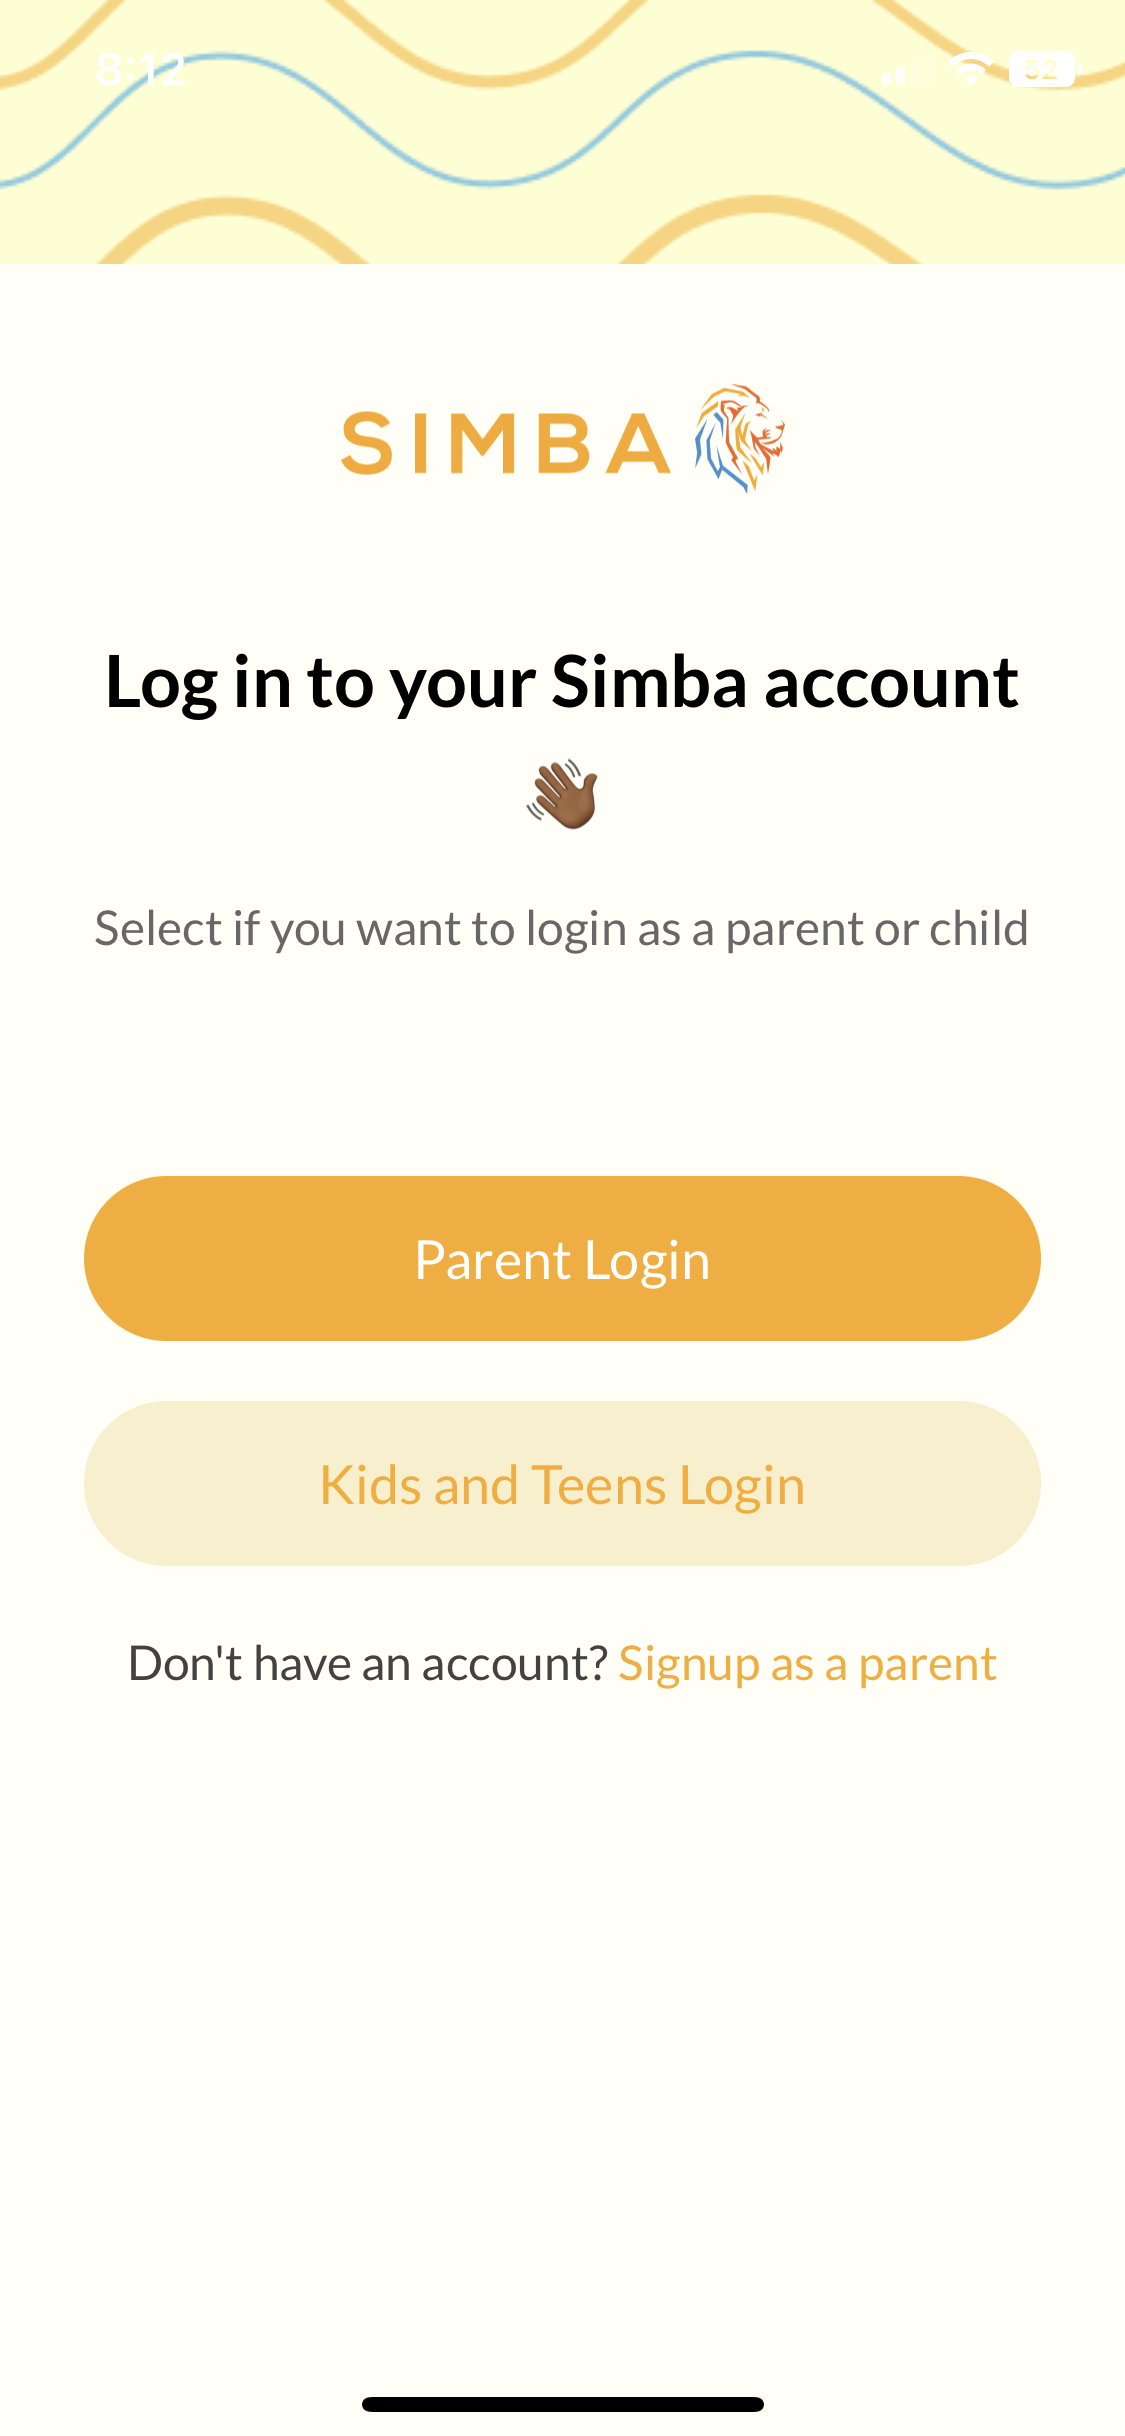 8:12
52
SIMBA
Log in to your Simba account
👋🏾
Select if you want to login as a parent or child
Parent Login
Kids and Teens Login
Don't have an account? Signup as a parent